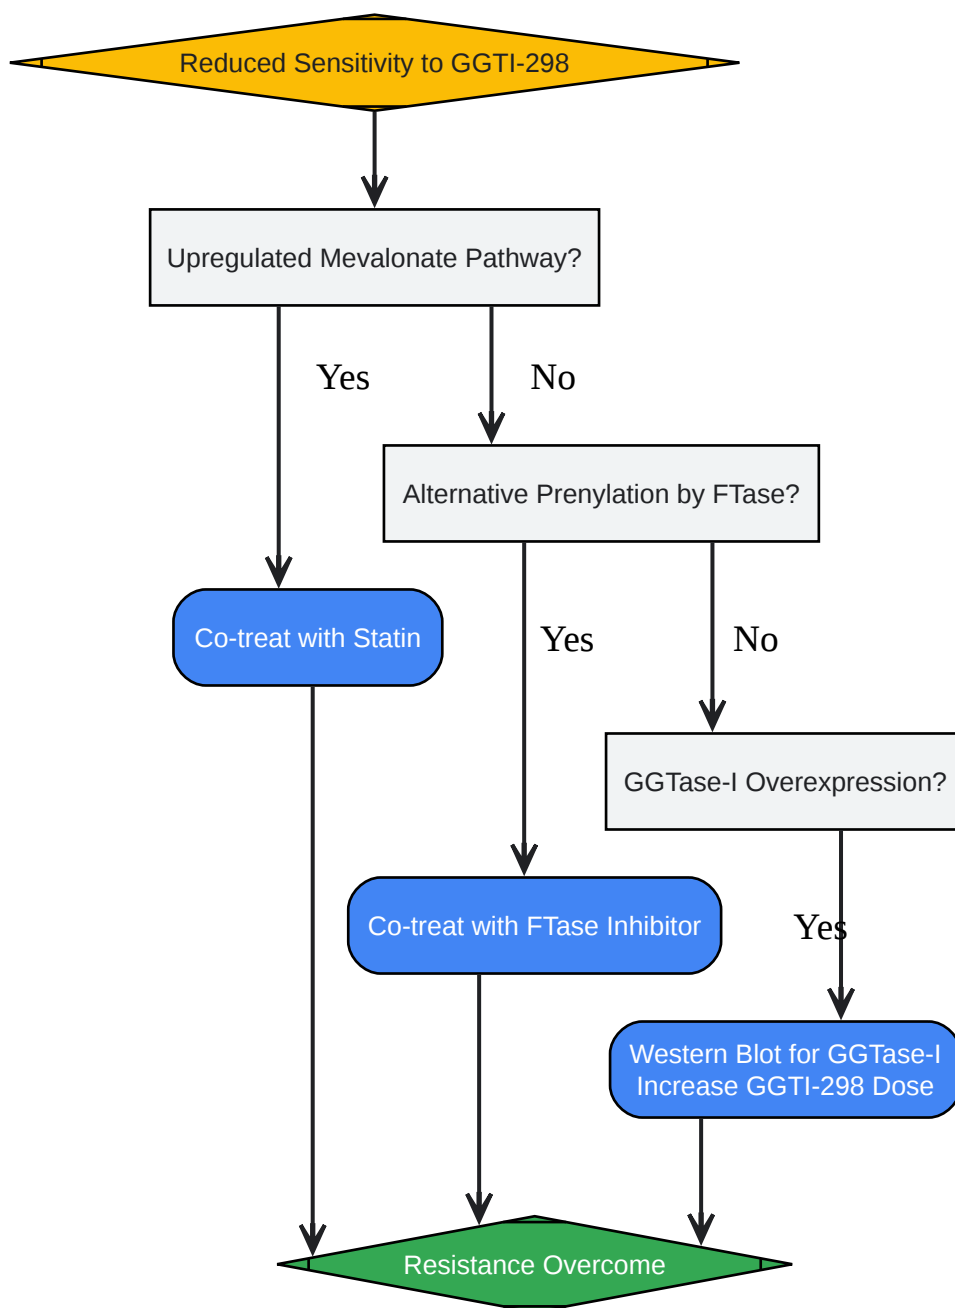 Reduced Sensitivity to GGTI-298
Upregulated Mevalonate Pathway?
Yes
No
Alternative Prenylation by FTase?
Co-treat with Statin
Yes
No
GGTase-I Overexpression?
Co-treat with FTase Inhibitor
Yes
Western Blot for GGTase-I
Increase GGTI-298 Dose
Resistance Overcome